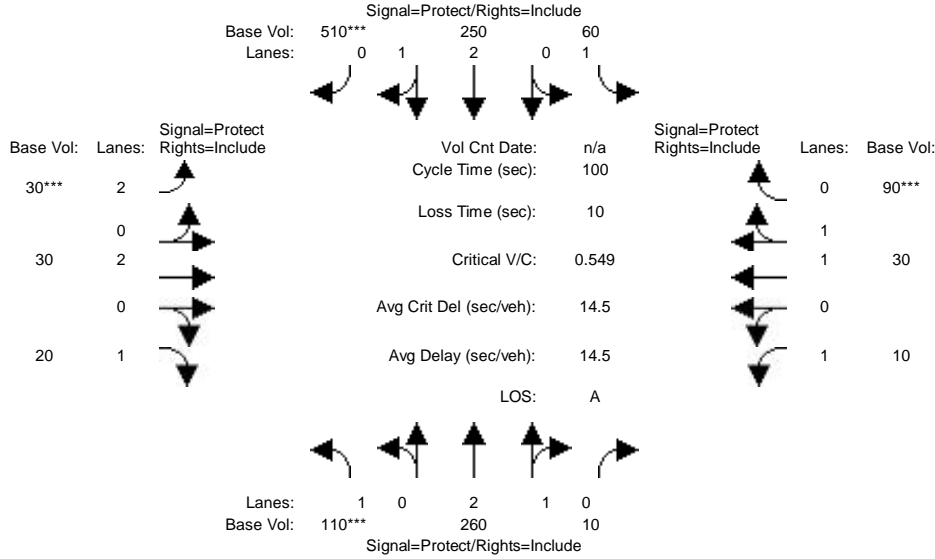 Signal=Protect/Rights=Include
Base Vol: 510*** 250 60
Lanes: 0 1 2 0 1
Signal=Protect
Base Vol: Lanes: Rights=Include
Vol Cnt Date: n/a
Signal=Protect
Rights=Include Lanes: Base Vol:
Cycle Time (sec): 100
30*** 2
0 90***
Loss Time (sec): 10
0
1
30 2
Critical V/C: 0.549
1 30
0
Avg Crit Del (sec/veh): 14.5
0
20 1
Avg Delay (sec/veh): 14.5
1 10
LOS: A
Lanes: 1 0 2 1 0
Base Vol: 110*** 260 10
Signal=Protect/Rights=Include